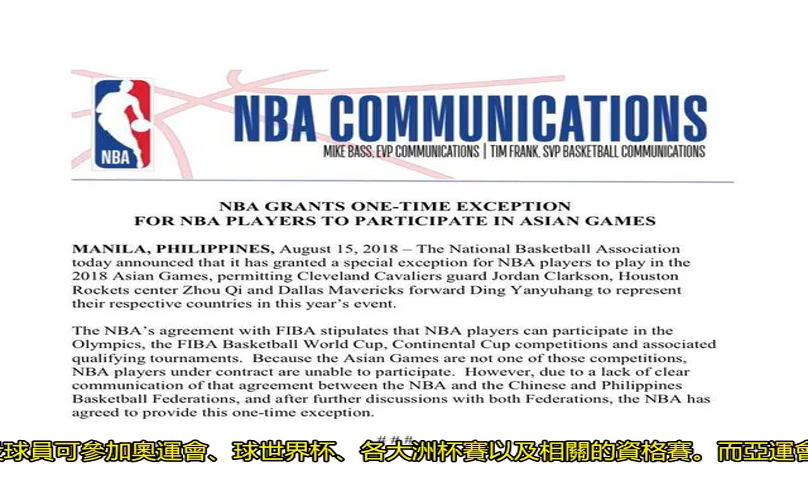 NBA
NBA COMMUNICATIONS
MIKE BASS, EVP COMMUNICATIONS | TIM FRANK, SVP BASKETBALL COMMUNICATIONS
NBA GRANTS ONE-TIME EXCEPTION
FOR NBA PLAYERS TO PARTICIPATE IN ASIAN GAMES
MANILA, PHILIPPINES, August 15, 2018 – The National Basketball Association
today announced that it has granted a special exception for NBA players to play in the
2018 Asian Games, permitting Cleveland Cavaliers guard Jordan Clarkson, Houston
Rockets center Zhou Qi and Dallas Mavericks forward Ding Yanyuhang to represent
their respective countries in this year's event.
The NBA's agreement with FIBA stipulates that NBA players can participate in the
Olympics, the FIBA Basketball World Cup, Continental Cup competitions and associated
qualifying tournaments.  Because the Asian Games are not one of those competitions,
NBA players under contract are unable to participate.  However, due to a lack of clear
communication of that agreement between the NBA and the Chinese and Philippines
Basketball Federations, and after further discussions with both Federations, the NBA has
agreed to provide this one-time exception.
# # #
球員可參加奧運會、球世界杯、各大洲杯賽以及相關的資格賽。而亞運會